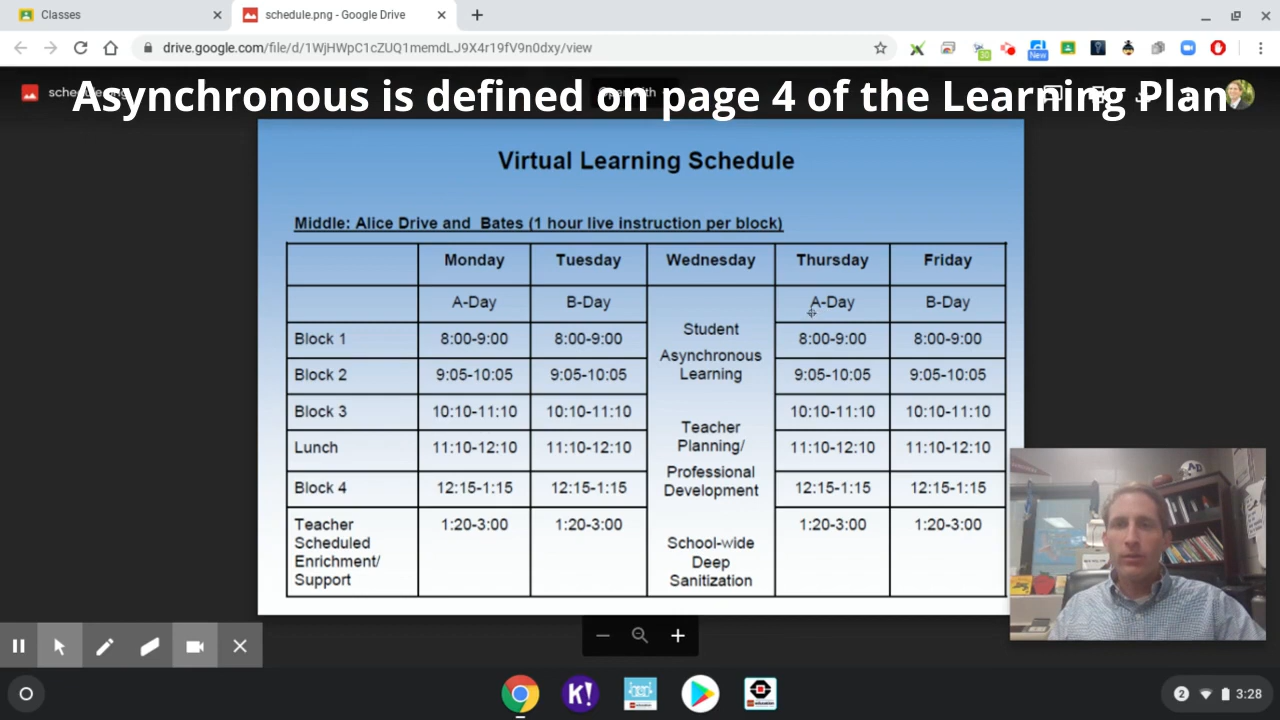 Classes
schedule.png - Google Drive
drive.google.com/file/d/1WjHWpC1cZUQ1memdLJ9X4r19fV9n0dxy/view
30
New
Asynchronous is defined on page 4 of the Learning Plan
Virtual Learning Schedule
Middle: Alice Drive and Bates (1 hour live instruction per block)
Monday Tuesday Wednesday Thursday Friday
A-Day B-Day A-Day B-Day
Student
Asynchronous
Learning
Teacher
Planning/
Professional
Development
School-wide
Deep
Sanitization
Block 1 8:00-9:00 8:00-9:00 8:00-9:00 8:00-9:00
Block 2 9:05-10:05 9:05-10:05 9:05-10:05 9:05-10:05
Block 3 10:10-11:10 10:10-11:10 10:10-11:10 10:10-11:10
Lunch 11:10-12:10 11:10-12:10 11:10-12:10 11:10-12:10
Block 4 12:15-1:15 12:15-1:15 12:15-1:15 12:15-1:15
Teacher 1:20-3:00 1:20-3:00 1:20-3:00 1:20-3:00
Scheduled
Enrichment/
Support
K!
2 3:28